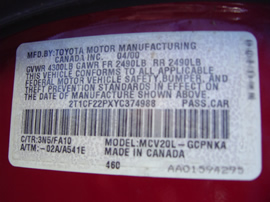 MFD.BY:TOYOTA MOTOR MANUFACTURING
CANADA INC. 04/00
GVWR 4300LB GAWR FR 2490LB RR 2490LB
THIS VEHICLE CONFORMS TO ALL APPLICABLE
FEDERAL MOTOR VEHICLE SAFETY,BUMPER, AND
THEFT PREVENTION STANDARDS IN EFFECT ON
THE DATE OF MANUFACTURE SHOWN ABOVE.
2T1CF22PXYC374988 PASS.CAR
C/TR:3N5/FA10 MODEL:MCV20L-GCPNKA
A/TM:-02A/A541E MADE IN CANADA
460
AA01594295